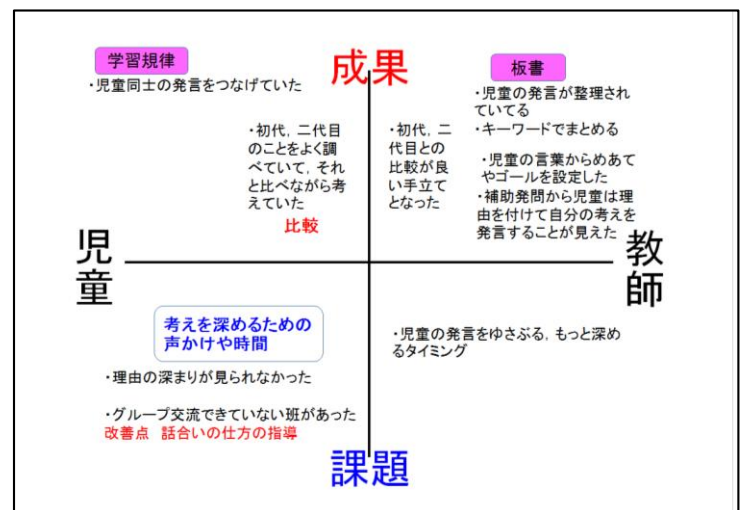 成果
学習規律
・児童同士の発言をつなげていた
・初代，二代目
のことをよく調
べていて，それ
と比べながら考
えていた
比較
・初代，二
代目との
比較が良
い手立て
となった
板書
・児童の発言が整理され
ていてる
・キーワードでまとめる
・児童の言葉からめあて
やゴールを設定した
・補助発問から児童は理
由を付けて自分の考えを
発言することが見えた
児童
教師
考えを深めるための
声かけや時間
・理由の深まりが見られなかった
・グループ交流できていない班があった
改善点　話合いの仕方の指導
・児童の発言をゆさぶる，もっと深め
るタイミング
課題